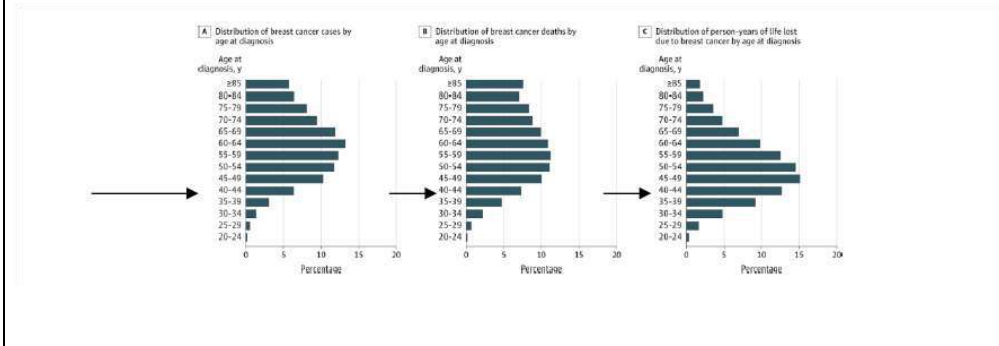 A Distribution of breast cancer cases by
age at diagnosis
Age at
diagnosis, y
≥85
80-84
75-79
70-74
65-69
60-64
55-59
50-54
45-49
40-44
35-39
30-34
25-29
20-24
0 5 10 15 20
Percentage
B Distribution of breast cancer deaths by
age at diagnosis
Age at
diagnosis, y
≥85
80-84
75-79
70-74
65-69
60-64
55-59
50-54
45-49
40-44
35-39
30-34
25-29
20-24
0 5 10 15 20
Percentage
C Distribution of person-years of life lost
due to breast cancer by age at diagnosis
Age at
diagnosis, y
≥85
80-84
75-79
70-74
65-69
60-64
55-59
50-54
45-49
40-44
35-39
30-34
25-29
20-24
0 5 10 15 20
Percentage